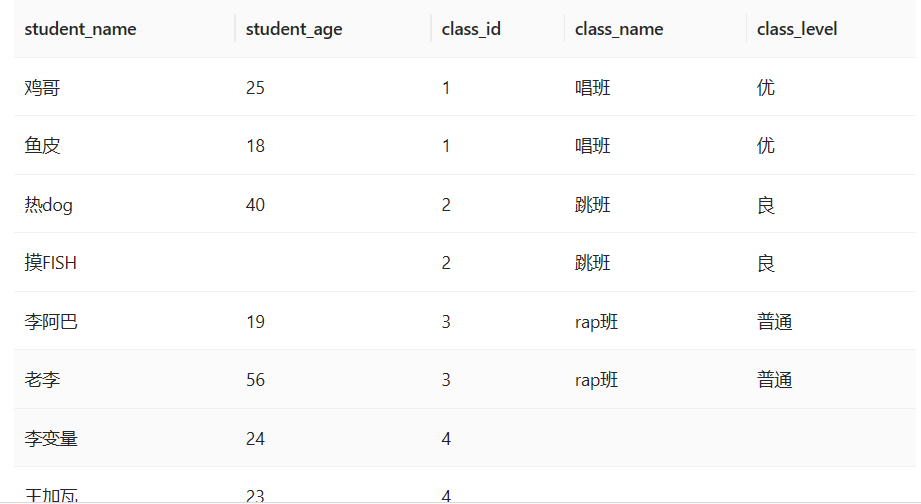 student_name student_age class_id class_name class_level
鸡哥 25 1 唱班 优
鱼皮 18 1 唱班 优
热dog 40 2 跳班 良
摸FISH 2 跳班 良
李阿巴 19 3 rap班 普通
老李 56 3 rap班 普通
李变量 24 4
王加瓦 23 4